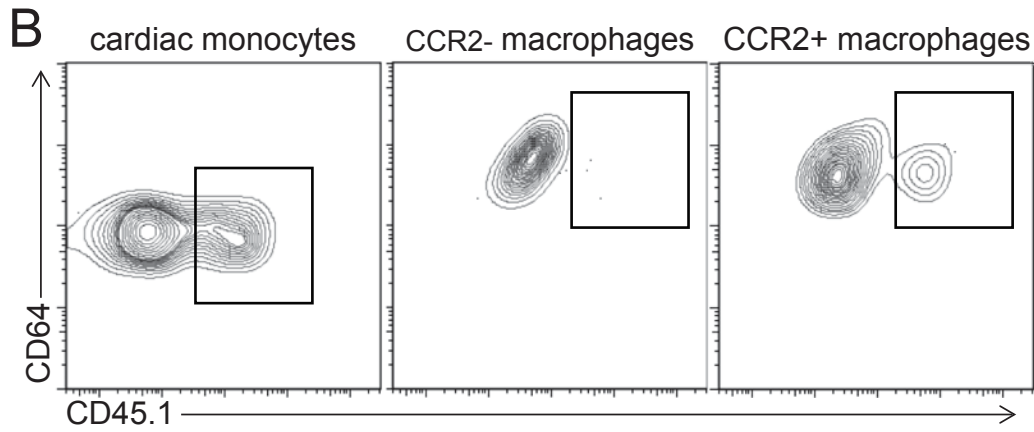 B
cardiac monocytes
CCR2- macrophages
CCR2+ macrophages
CD64
CD45.1